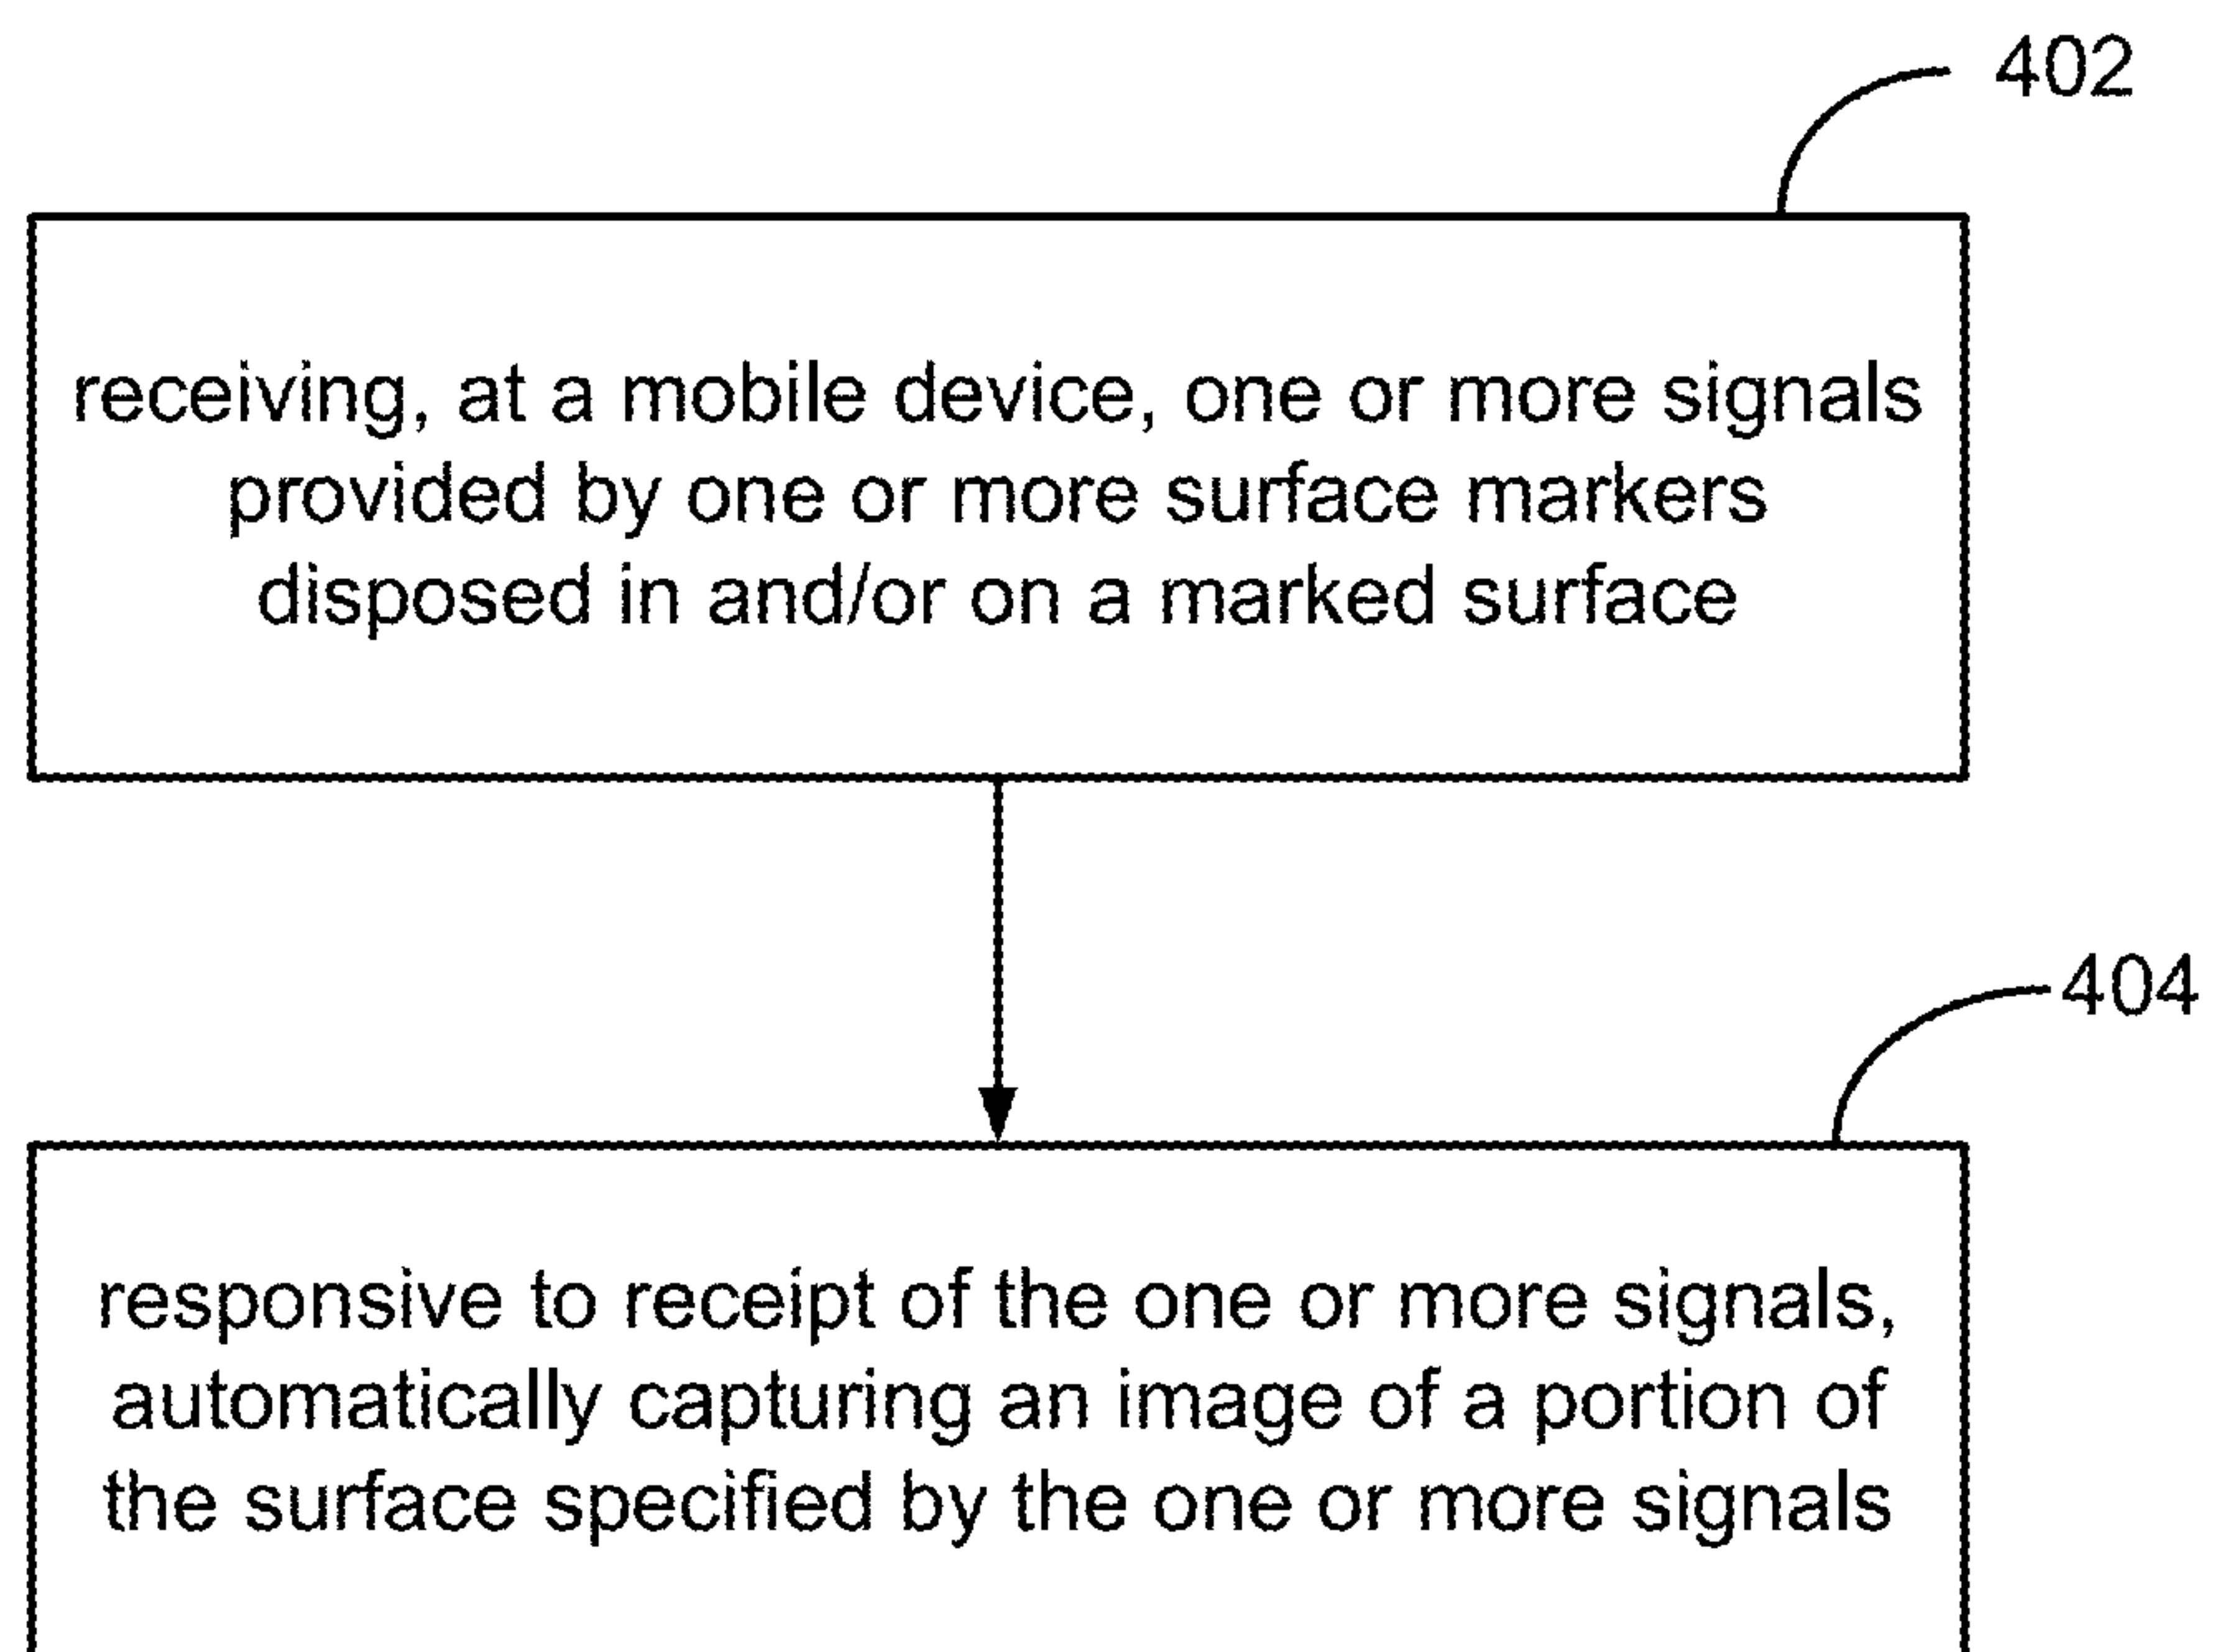 402
receiving, at a mobile device, one or more signals
provided by one or more surface markers
disposed in and/or on a marked surface
404
responsive to receipt of the one or more signals,
automatically capturing an image of a portion of
the surface specified by the one or more signals